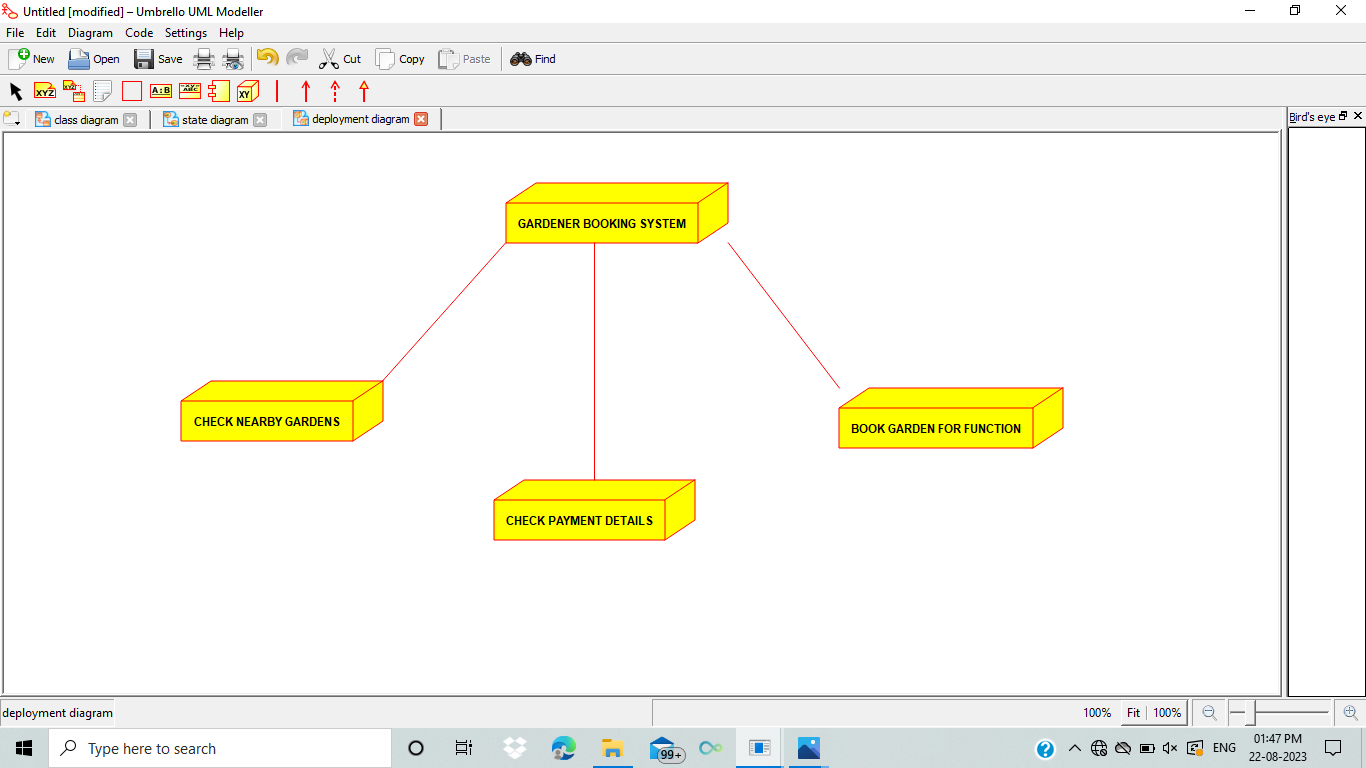 Untitled [modified] – Umbrello UML Modeller
File Edit Diagram Code Settings Help
New Open Save Cut Copy Paste Find
XYZ XYZ A:B ABC XY
class diagram state diagram deployment diagram
Bird's eye
GARDENER BOOKING SYSTEM
CHECK NEARBY GARDENS
BOOK GARDEN FOR FUNCTION
CHECK PAYMENT DETAILS
deployment diagram 100% Fit 100%
Type here to search
99+
ENG
01:47 PM
22-08-2023